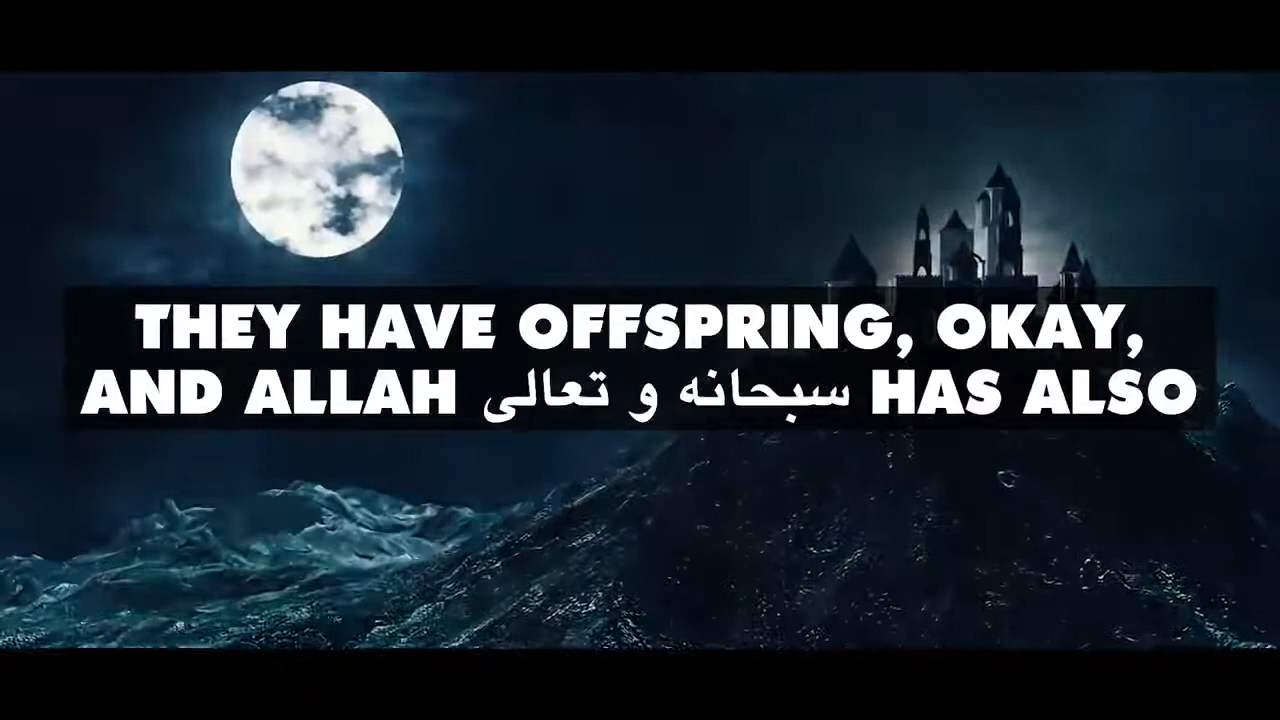 THEY HAVE OFFSPRING, OKAY,
AND ALLAH سبحانه و تعالى HAS ALSO